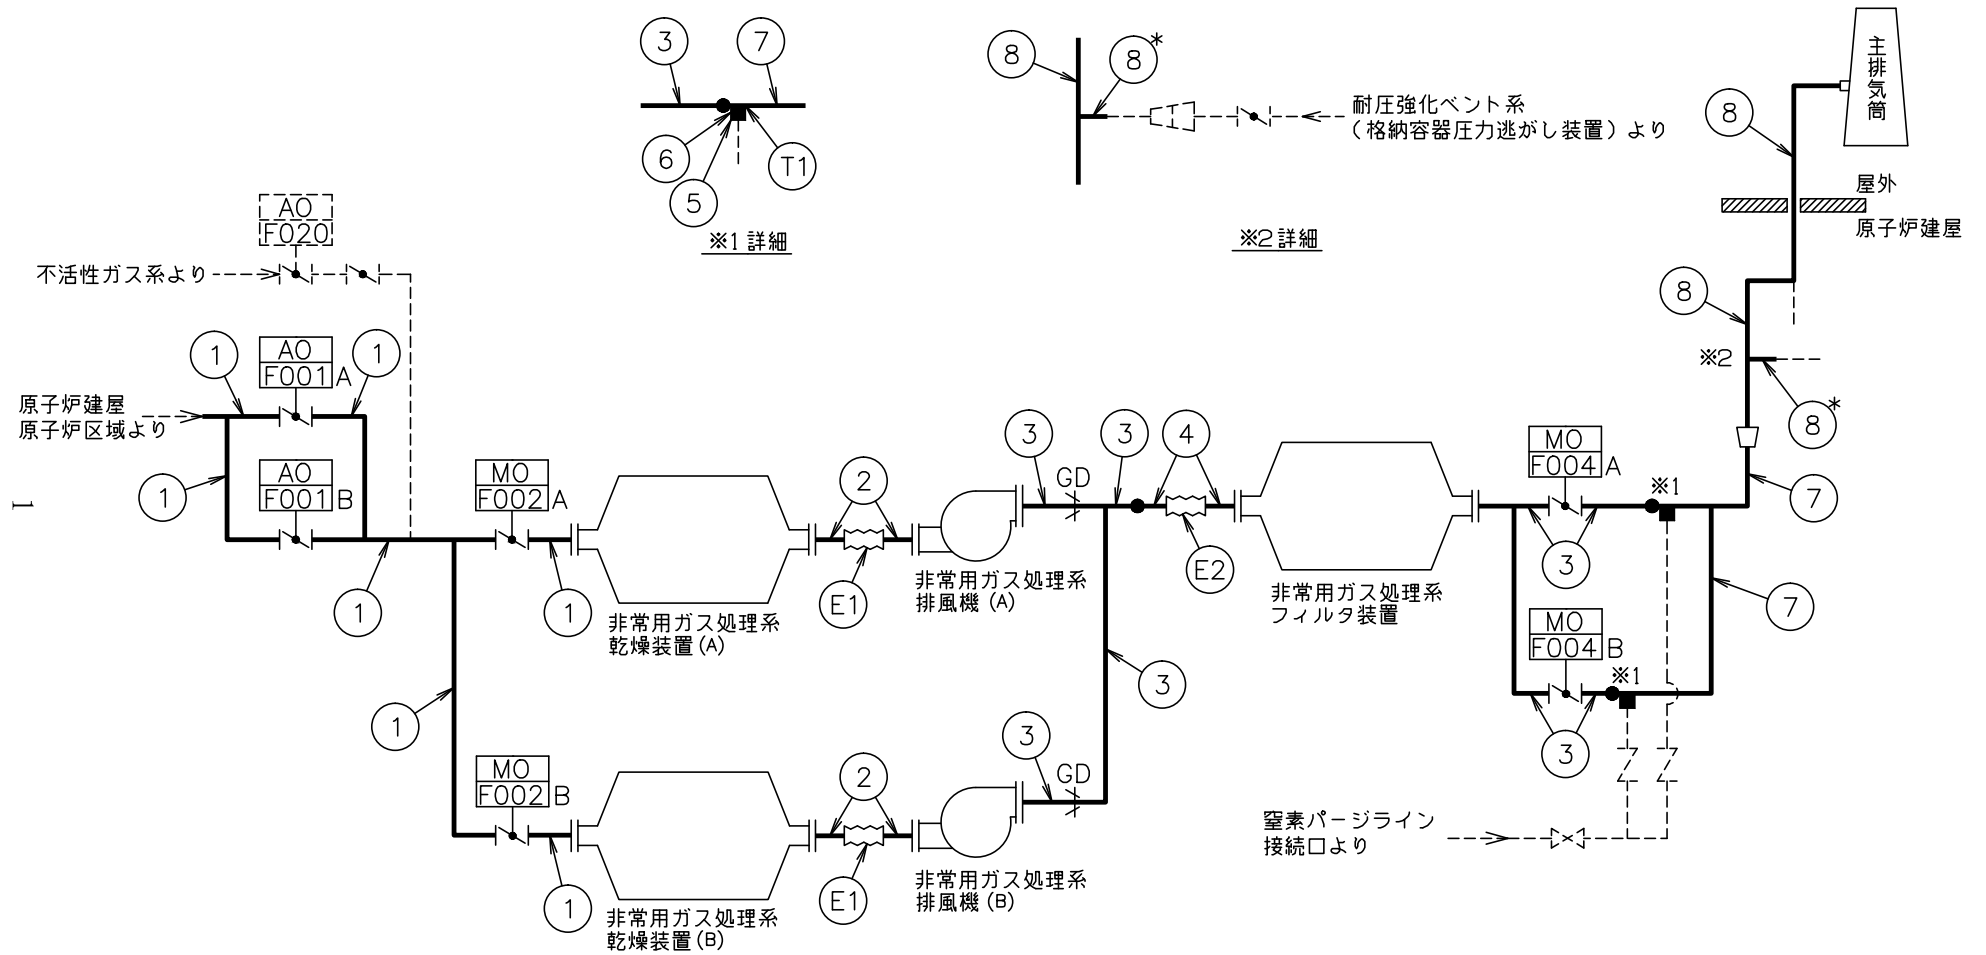 3
7
6
5
T1
※1 詳細
8
8*
耐圧強化ベント系
(格納容器圧力逃がし装置)より
※2 詳細
主排気筒
8
屋外
原子炉建屋
8
※2
8*
AO
F020
不活性ガス系より
1
AO
F001 A
1
原子炉建屋
原子炉区域より
1
AO
F001 B
1
MO
F002 A
1
非常用ガス処理系
乾燥装置(A)
2
E1
非常用ガス処理系
排風機(A)
3
GD
3
4
E2
非常用ガス処理系
フィルタ装置
MO
F004 A
※1
3
7
7
MO
F004 B
※1
3
1
1
MO
F002 B
1
非常用ガス処理系
乾燥装置(B)
2
E1
非常用ガス処理系
排風機(B)
3
GD
3
窒素パージライン
接続口より